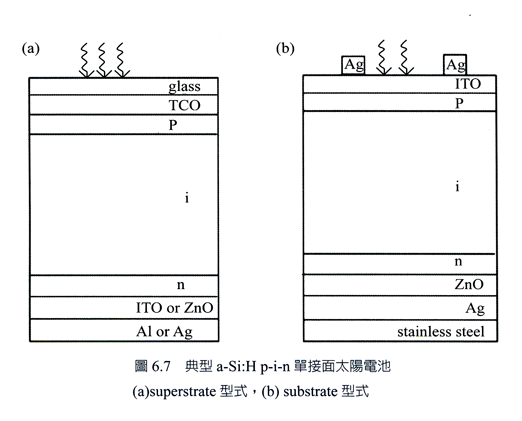 (a)
glass
TCO
P
i
n
ITO or ZnO
Al or Ag
(b)
Ag
Ag
ITO
P
i
n
ZnO
Ag
stainless steel
圖 6.7 典型 a-Si:H p-i-n 單接面太陽電池
(a)superstrate 型式，(b) substrate 型式